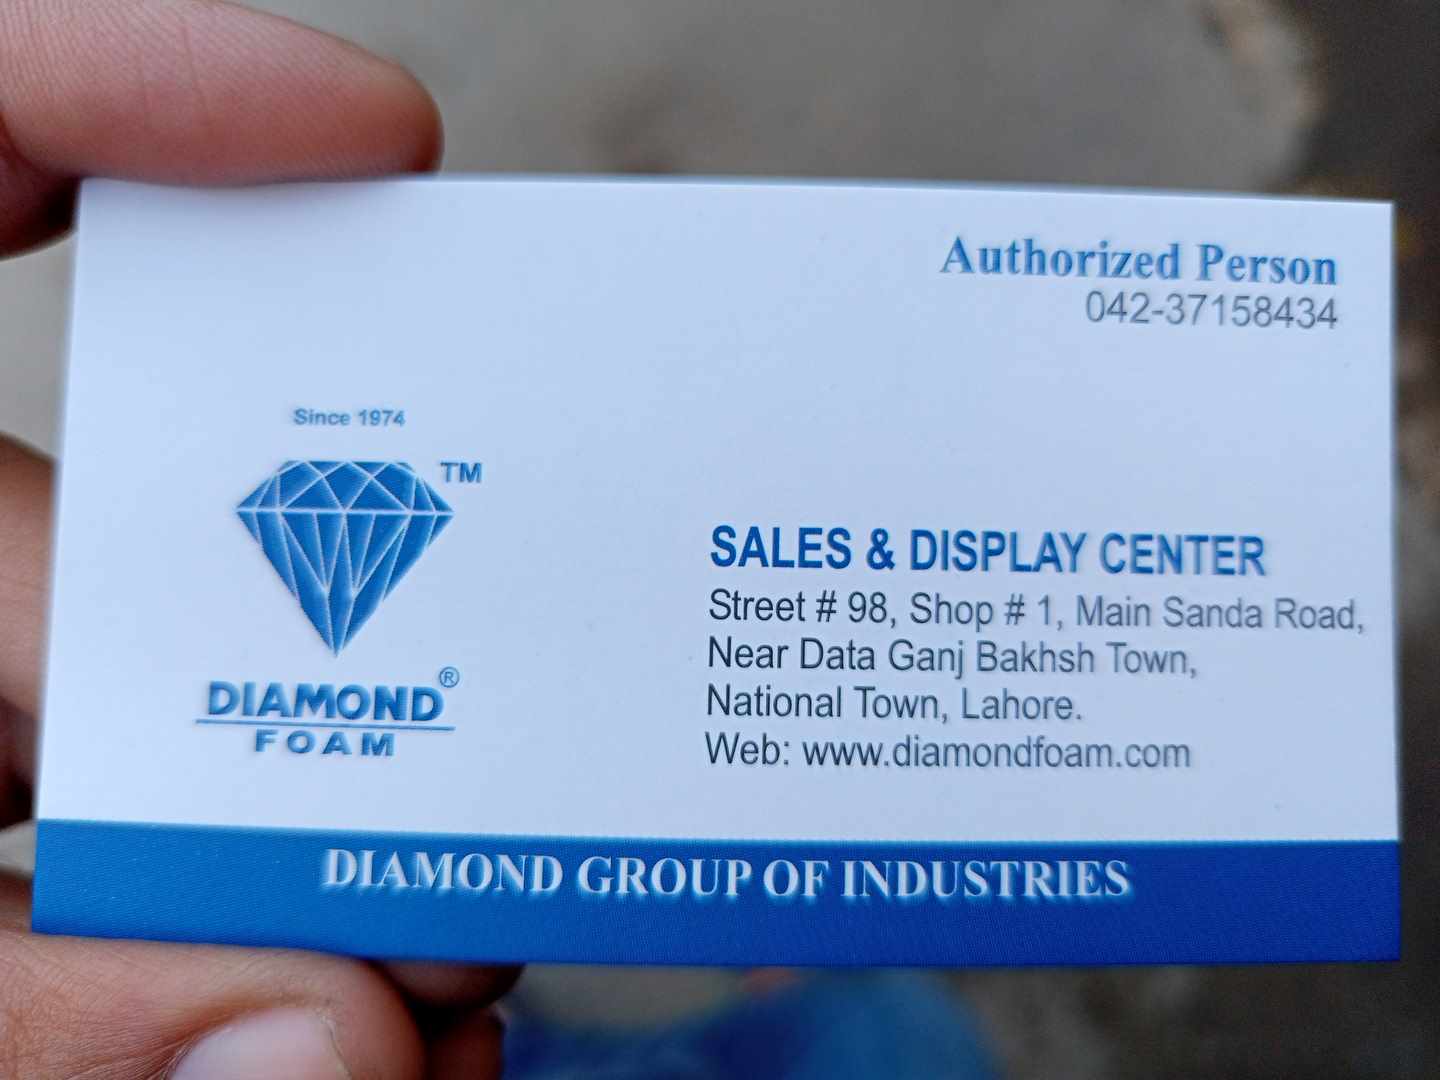 Authorized Person
042-37158434
Since 1974
TM
DIAMOND®
FOAM
SALES & DISPLAY CENTER
Street # 98, Shop # 1, Main Sanda Road,
Near Data Ganj Bakhsh Town,
National Town, Lahore.
Web: www.diamondfoam.com
DIAMOND GROUP OF INDUSTRIES